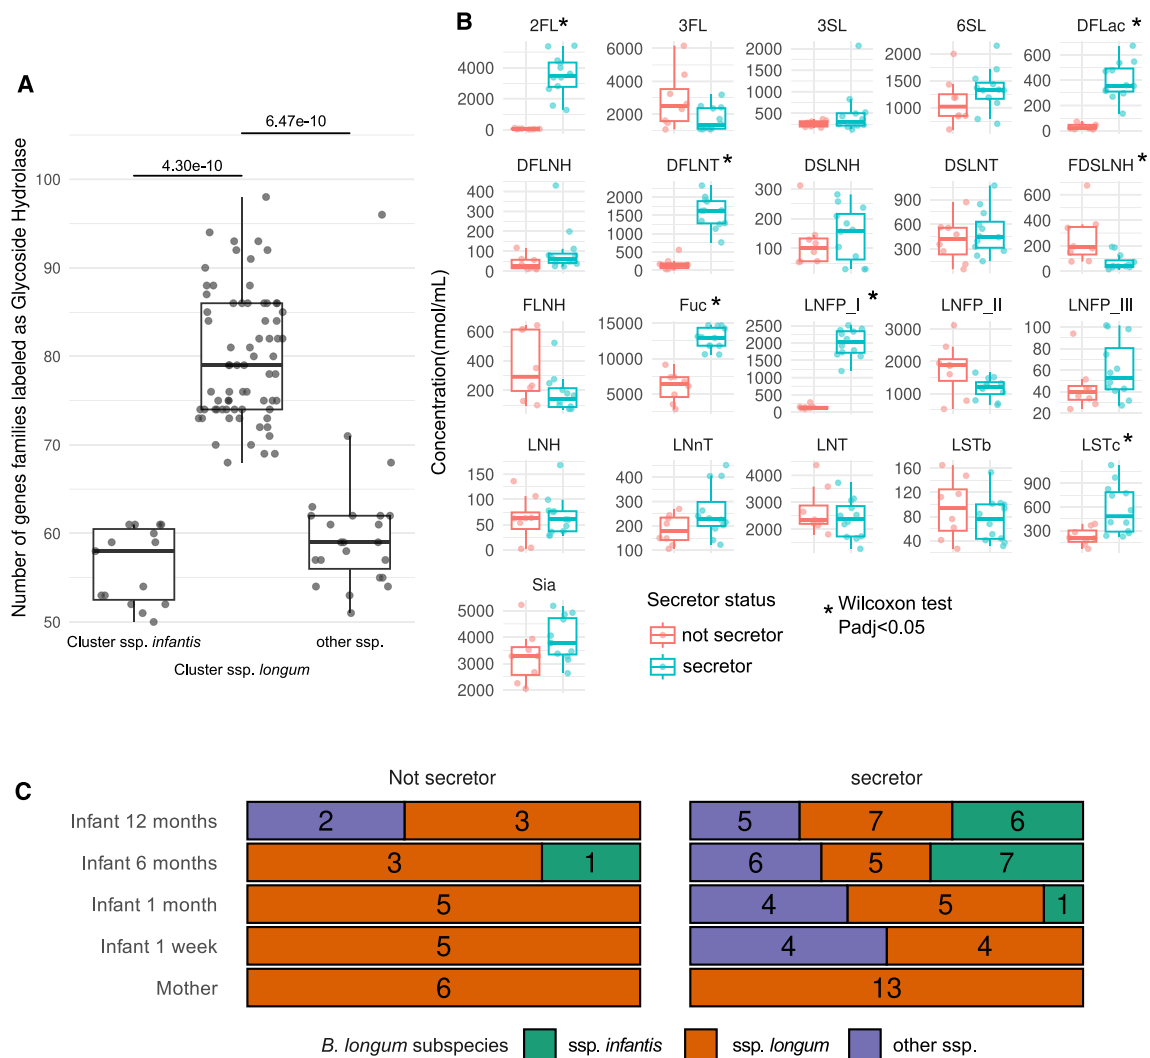 A
Number of genes families labeled as Glycoside Hydrolase
100
90
80
70
60
50
4.30e-10
6.47e-10
Cluster ssp. infantis
Cluster ssp. longum
other ssp.
B
Concentration(nmol/mL)
2FL*
4000
2000
0
3FL
6000
4000
2000
0
3SL
2000
1500
1000
500
0
6SL
2000
1500
1000
DFLac *
600
400
200
0
DFLNH
400
300
200
100
0
DFLNT *
2000
1500
1000
500
0
DSLNH
300
200
100
DSLNT
900
600
300
FDSLNH*
600
400
200
0
FLNH
600
400
200
Fuc *
15000
10000
5000
LNFP_I *
2500
2000
1500
1000
500
0
LNFP_II
3000
2000
1000
LNFP_III
100
80
60
40
20
LNH
150
100
50
0
LNnT
400
300
200
100
LNT
4000
3000
2000
LSTb
160
120
80
40
LSTc *
900
600
300
Sia
5000
4000
3000
2000
Secretor status
not secretor
secretor
* Wilcoxon test
Padj<0.05
C
Not secretor
secretor
Infant 12 months
2 3
5 7 6
Infant 6 months
3 1
6 5 7
Infant 1 month
5
4 5 1
Infant 1 week
5
4 4
Mother
6
13
B. longum subspecies ssp. infantis ssp. longum other ssp.